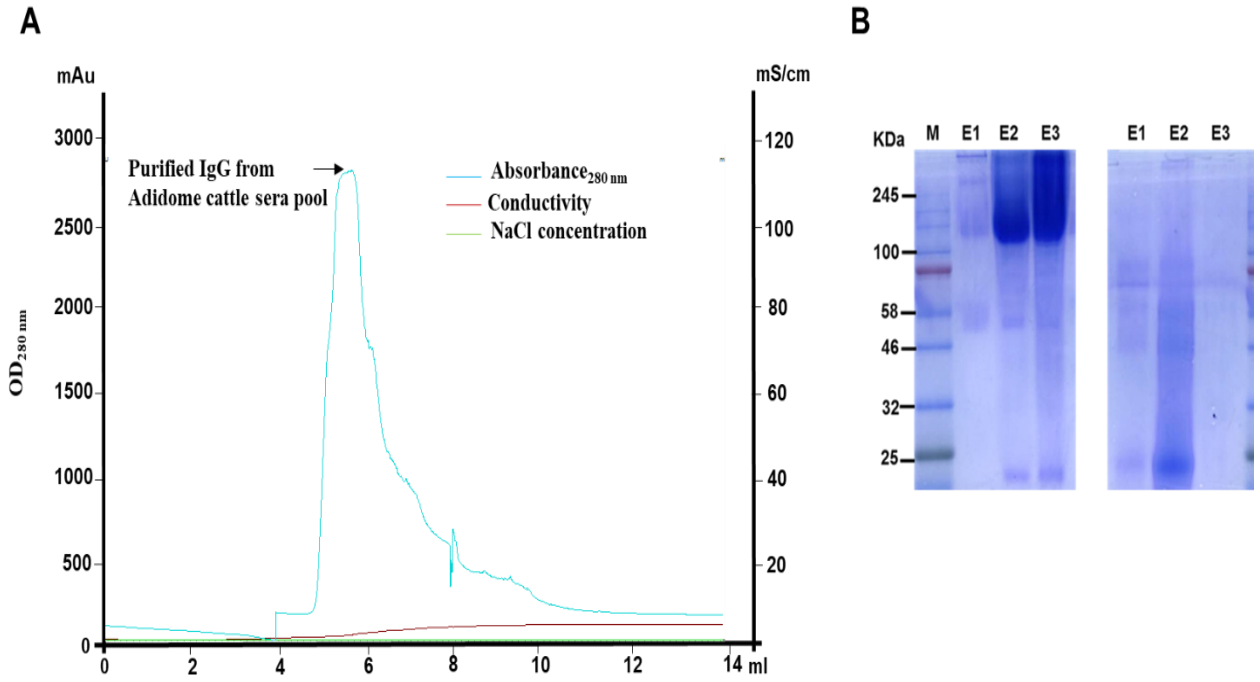 A
mAu
mS/cm
3000
2500
2000
1500
1000
500
0
OD280 nm
120
100
80
60
40
20
0
0 2 4 6 8 10 12 14 ml
Purified IgG from
Adidome cattle sera pool
Absorbance280 nm
Conductivity
NaCl concentration
B
KDa M E1 E2 E3 E1 E2 E3
245
100
58
46
32
25